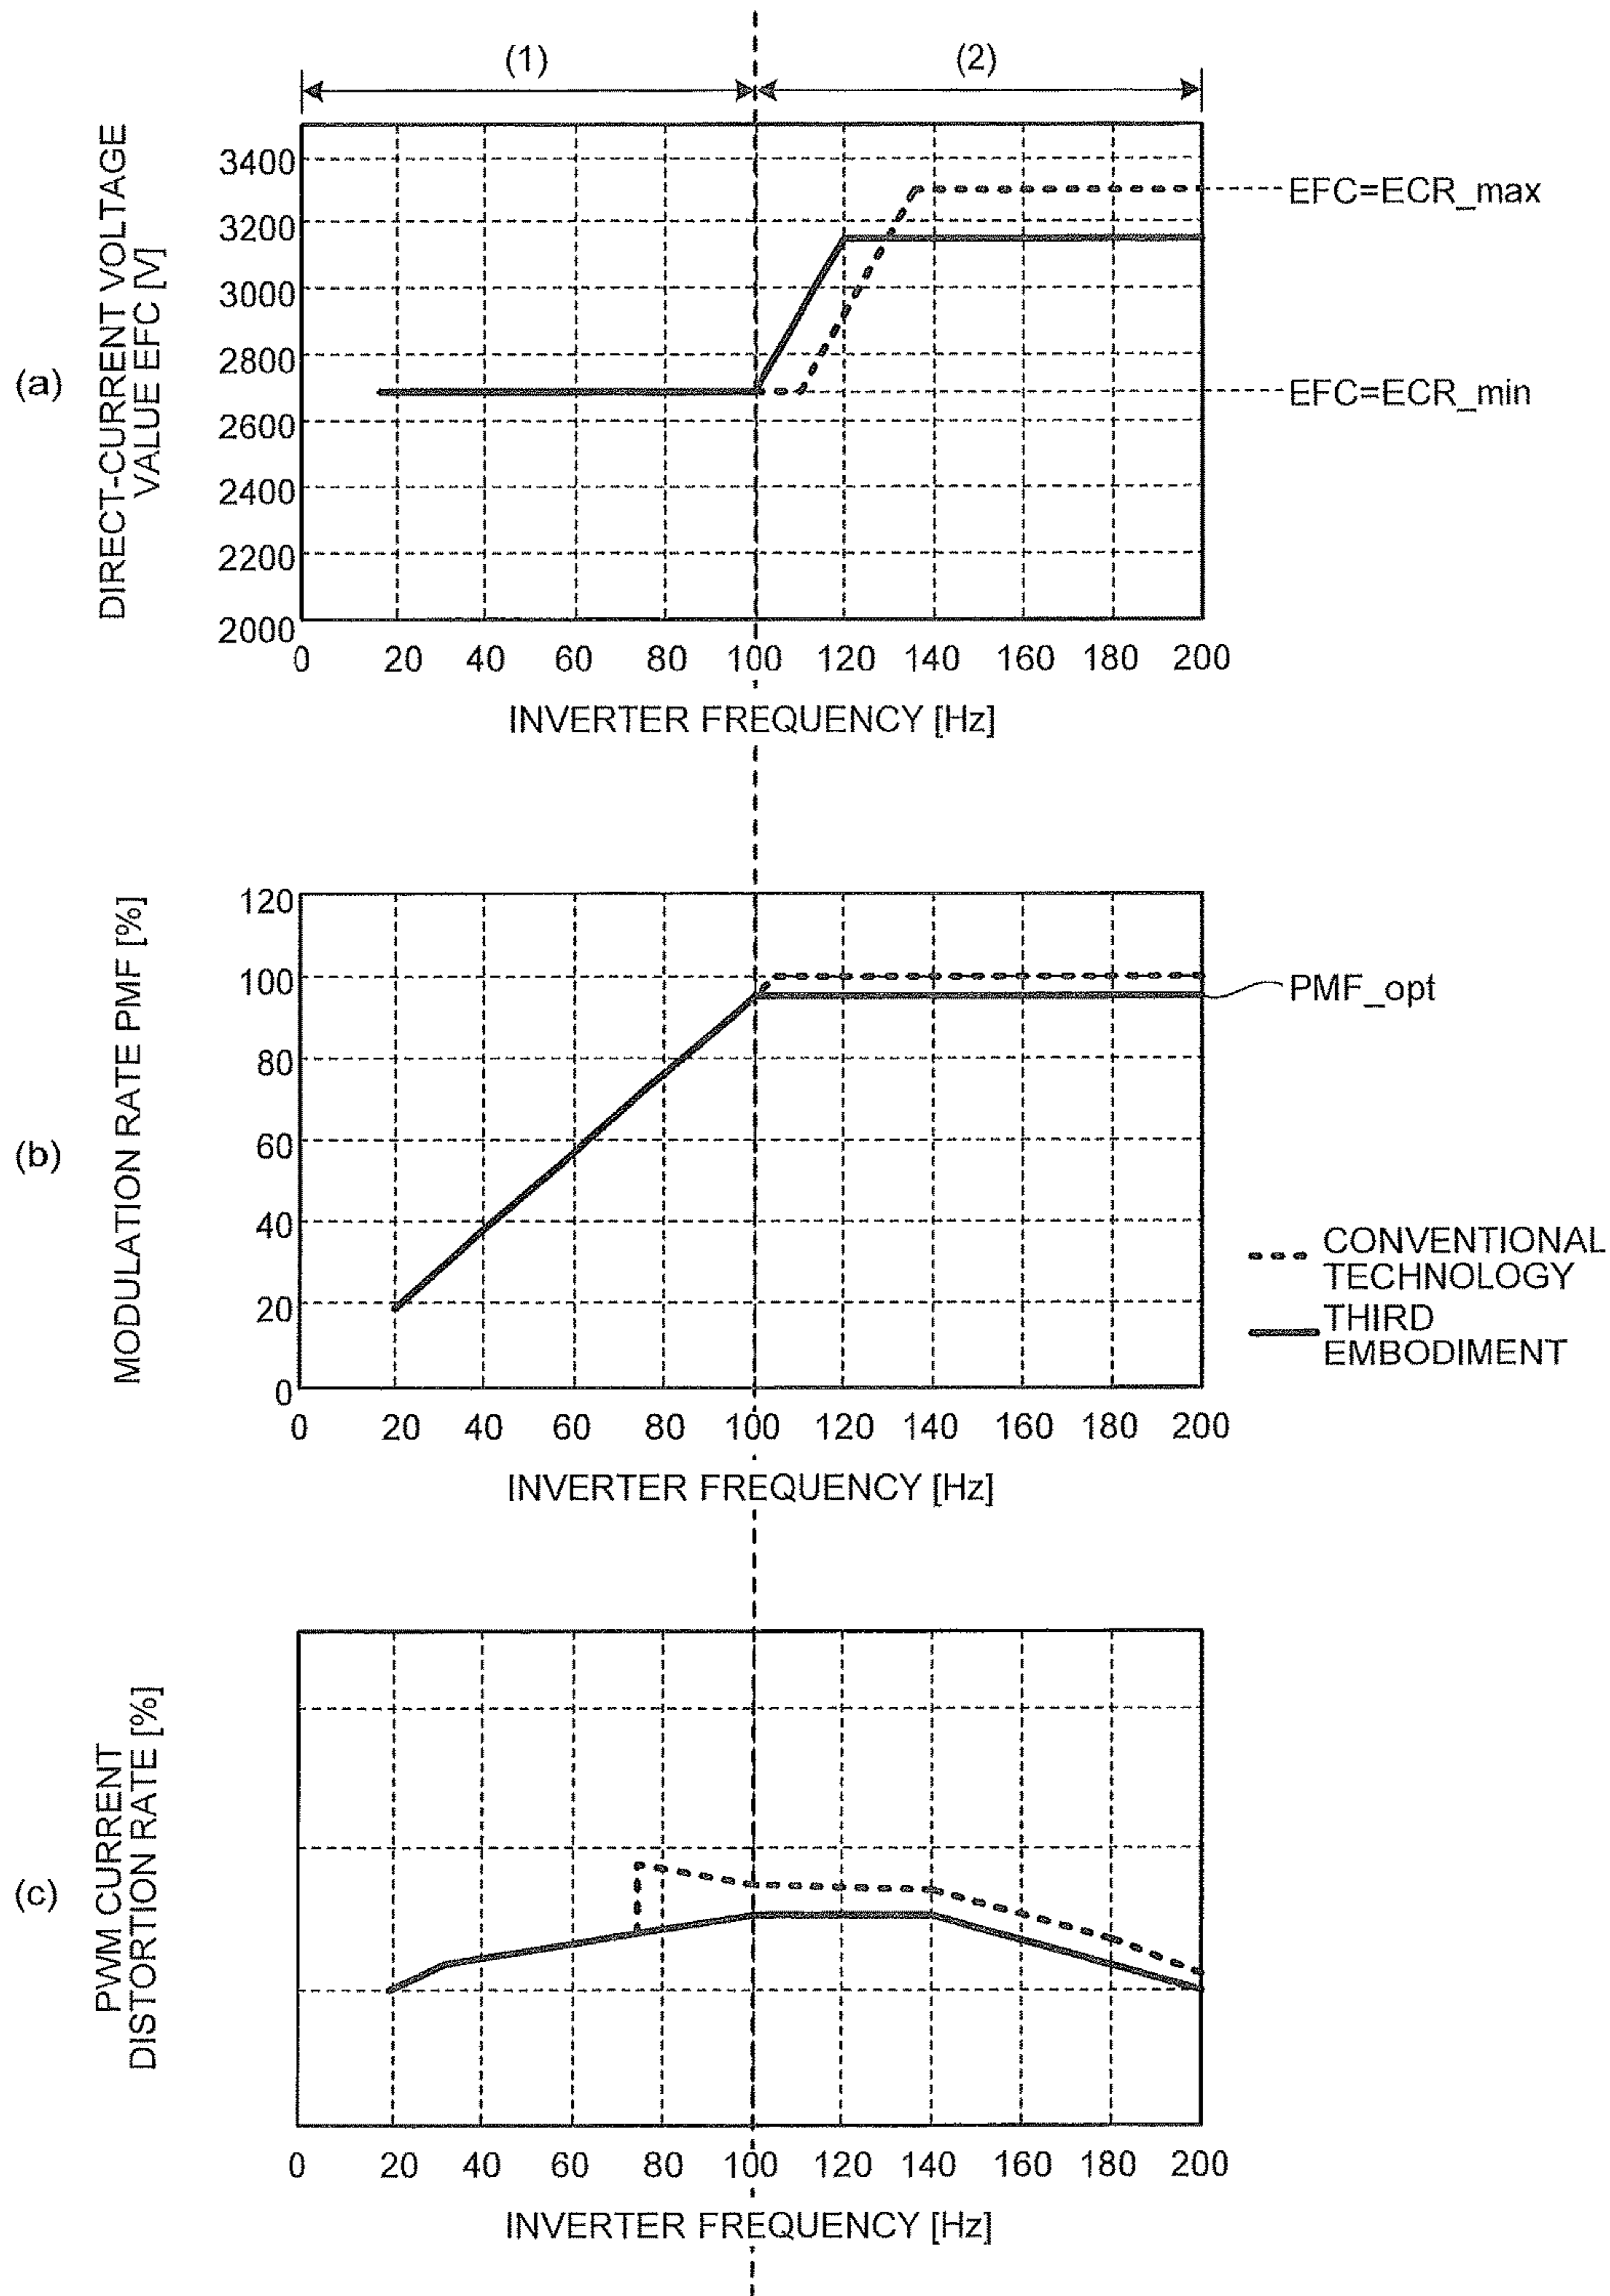 (1)
(2)
(a)
DIRECT-CURRENT VOLTAGE
VALUE EFC [V]
3400
3200
3000
2800
2600
2400
2200
2000
0 20 40 60 80 100 120 140 160 180 200
INVERTER FREQUENCY [Hz]
EFC=ECR_max
EFC=ECR_min
(b)
MODULATION RATE PMF [%]
120
100
80
60
40
20
0
0 20 40 60 80 100 120 140 160 180 200
INVERTER FREQUENCY [Hz]
PMF_opt
CONVENTIONAL
TECHNOLOGY
THIRD
EMBODIMENT
(c)
PWM CURRENT
DISTORTION RATE [%]
0 20 40 60 80 100 120 140 160 180 200
INVERTER FREQUENCY [Hz]